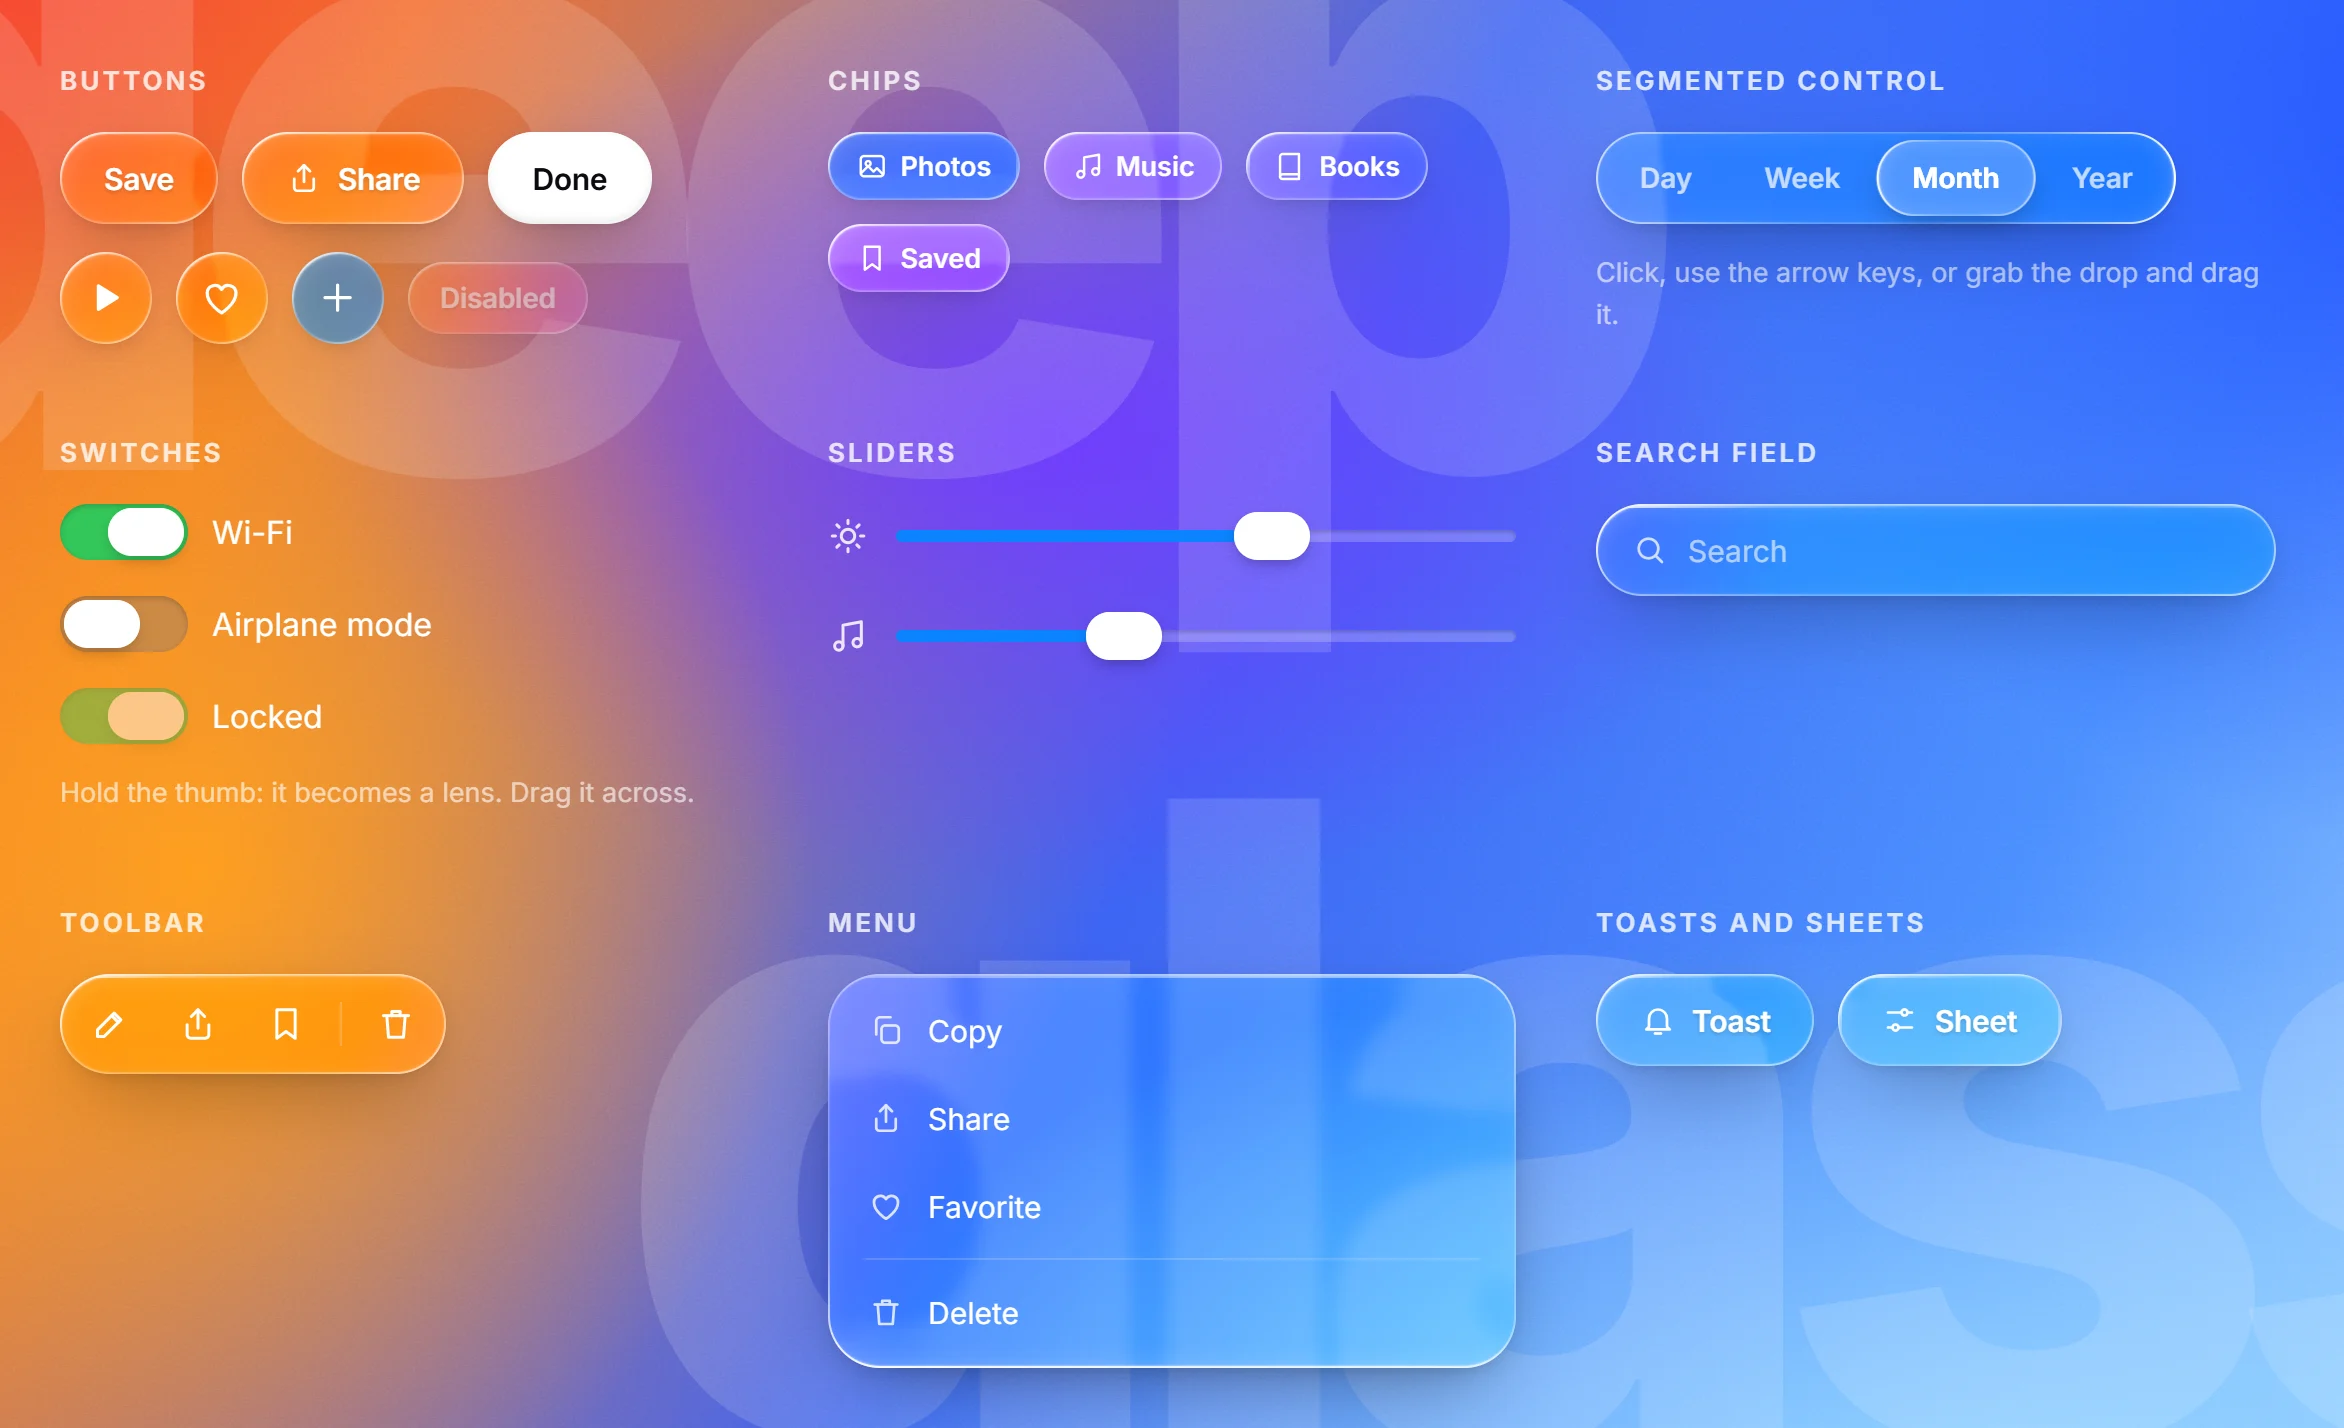 deep
BUTTONS
Save
Share
Done
Disabled
CHIPS
Photos
Music
Books
Saved
SEGMENTED CONTROL
Day
Week
Month
Year
Click, use the arrow keys, or grab the drop and drag
it.
SWITCHES
Wi-Fi
Airplane mode
Locked
Hold the thumb: it becomes a lens. Drag it across.
SLIDERS
SEARCH FIELD
Search
TOOLBAR
MENU
Copy
Share
Favorite
Delete
TOASTS AND SHEETS
Toast
Sheet
glass